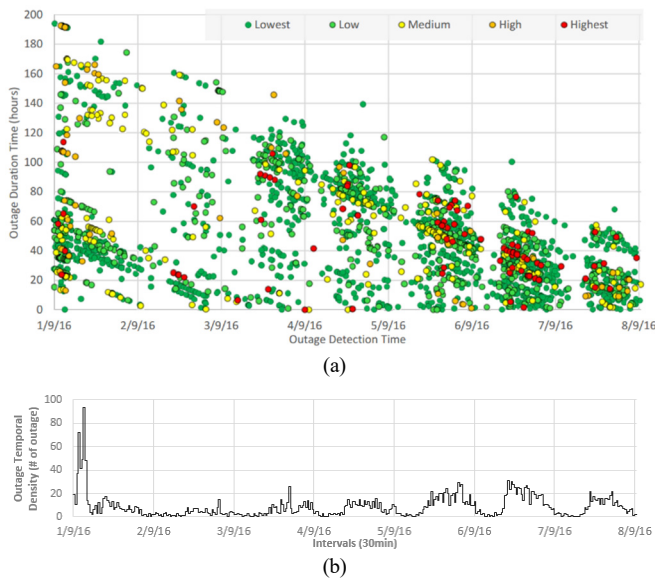 200
180
160
140
120
100
80
60
40
20
0
Outage Duration Time (hours)
Lowest Low Medium High Highest
1/9/16 2/9/16 3/9/16 4/9/16 5/9/16 6/9/16 7/9/16 8/9/16
Outage Detection Time
(a)
Outage Temporal
Density (# of outage)
100
80
60
40
20
0
1/9/16 2/9/16 3/9/16 4/9/16 5/9/16 6/9/16 7/9/16 8/9/16
Intervals (30min)
(b)